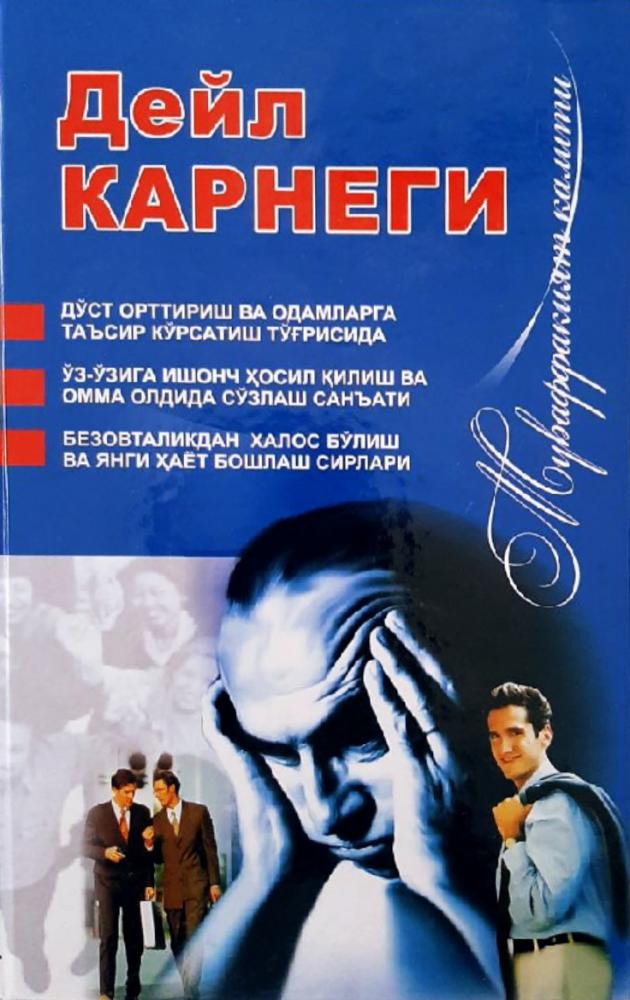 Дейл
КАРНЕГИ
ДЎСТ ОРТТИРИШ ВА ОДАМЛАРГА
ТАЪСИР КЎРСАТИШ ТЎҒРИСИДА
ЎЗ-ЎЗИГА ИШОНЧ ҲОСИЛ ҚИЛИШ ВА
ОММА ОЛДИДА СЎЗЛАШ САНЪАТИ
БЕЗОВТАЛИКДАН ХАЛОС БЎЛИШ
ВА ЯНГИ ҲАЁТ БОШЛАШ СИРЛАРИ
Муваффакият калити